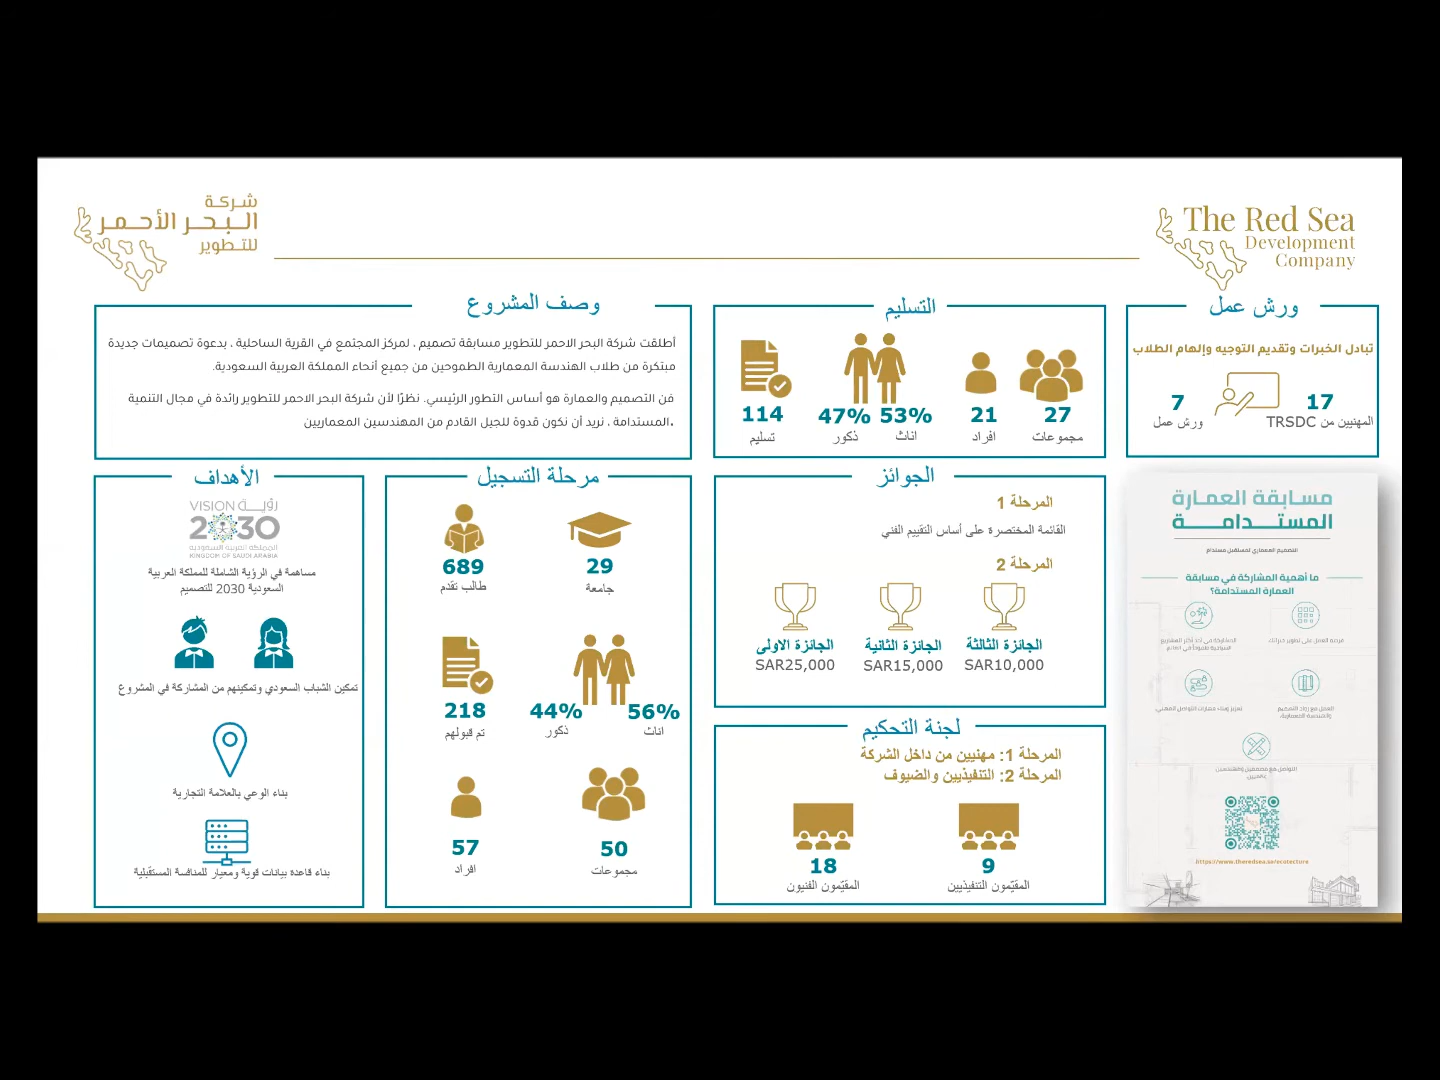 شركة
البحر الأحمر
للتطوير
The Red Sea
Development
Company
وصف المشروع
أطلقت شركة البحر الاحمر للتطوير مسابقة تصميم ، لمركز المجتمع في القرية الساحلية ، بدعوة تصميمات جديدة
مبتكرة من طلاب الهندسة المعمارية الطموحين من جميع أنحاء المملكة العربية السعودية.
فن التصميم والعمارة هو أساس التطور الرئيسي. نظرًا لأن شركة البحر الاحمر للتطوير رائدة في مجال التنمية
المستدامة ، نريد أن نكون قدوة للجيل القادم من المهندسين المعماريين.
التسليم
27
مجموعات
21
افراد
53%
اناث
47%
ذكور
114
تسليم
ورش عمل
تبادل الخبرات وتقديم التوجيه وإلهام الطلاب
17
المهنيين من TRSDC
7
ورش عمل
الأهداف
VISION رؤيــة
2030
المملكة العربية السعودية
KINGDOM OF SAUDI ARABIA
مساهمة في الرؤية الشاملة للمملكة العربية
السعودية 2030 للتصميم
تمكين الشباب السعودي وتمكينهم من المشاركة في المشروع
بناء الوعي بالعلامة التجارية
بناء قاعدة بيانات قوية ومعيار للمنافسة المستقبلية
مرحلة التسجيل
29
جامعة
689
طالب تقدم
56%
اناث
44%
ذكور
218
تم قبولهم
50
مجموعات
57
افراد
الجوائز
المرحلة 1
القائمة المختصرة على أساس التقييم الفني
المرحلة 2
الجائزة الثالثة
SAR10,000
الجائزة الثانية
SAR15,000
الجائزة الاولى
SAR25,000
لجنة التحكيم
المرحلة 1: مهنيين من داخل الشركة
المرحلة 2: التنفيذيين والضيوف
9
المقيّمون التنفيذيين
18
المقيّمون الفنيون
مسابقة العمارة
المستدامة
التصميم المعماري لمستقبل مستدام
ما أهمية المشاركة في مسابقة
العمارة المستدامة؟
https://www.theredsea.sa/ecotecture